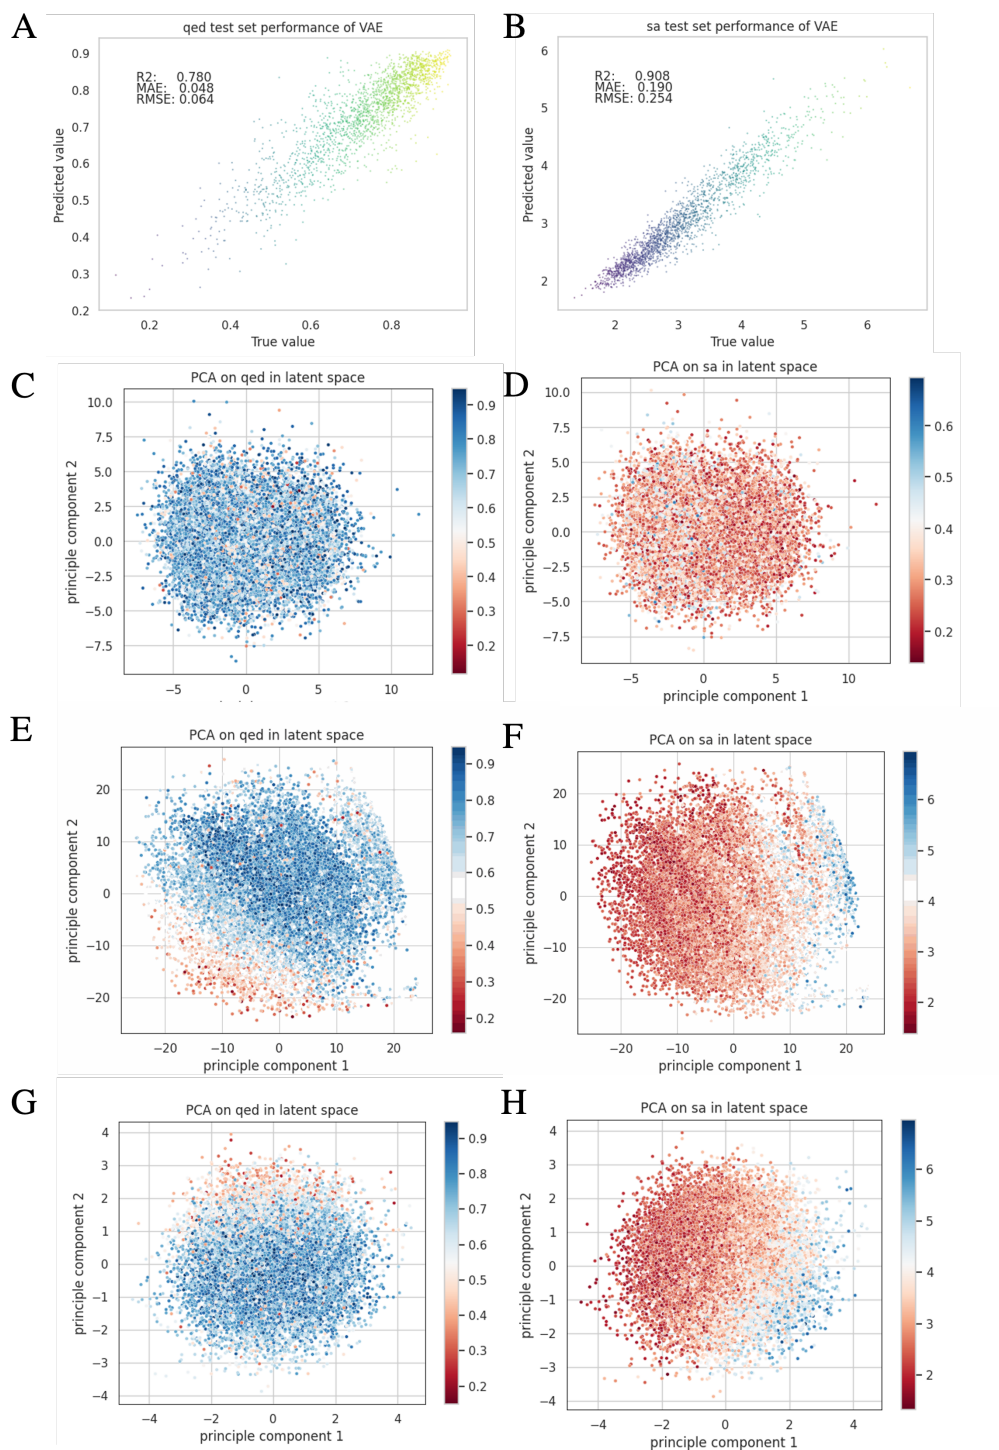 A
qed test set performance of VAE
R2: 0.780
MAE: 0.048
RMSE: 0.064
Predicted value
0.9
0.8
0.7
0.6
0.5
0.4
0.3
0.2
0.2 0.4 0.6 0.8
True value
B
sa test set performance of VAE
R2: 0.908
MAE: 0.190
RMSE: 0.254
Predicted value
6
5
4
3
2
2 3 4 5 6
True value
C
PCA on qed in latent space
principle component 2
10.0
7.5
5.0
2.5
0.0
−2.5
−5.0
−7.5
−5 0 5 10
0.9
0.8
0.7
0.6
0.5
0.4
0.3
0.2
D
PCA on sa in latent space
principle component 2
10.0
7.5
5.0
2.5
0.0
−2.5
−5.0
−7.5
−5 0 5 10
principle component 1
0.6
0.5
0.4
0.3
0.2
E
PCA on qed in latent space
principle component 2
20
10
0
−10
−20
−20 −10 0 10 20
principle component 1
0.9
0.8
0.7
0.6
0.5
0.4
0.3
0.2
F
PCA on sa in latent space
principle component 2
20
10
0
−10
−20
−20 −10 0 10 20
principle component 1
6
5
4
3
2
G
PCA on qed in latent space
principle component 2
4
3
2
1
0
−1
−2
−3
−4
−4 −2 0 2 4
principle component 1
0.9
0.8
0.7
0.6
0.5
0.4
0.3
0.2
H
PCA on sa in latent space
principle component 2
4
3
2
1
0
−1
−2
−3
−4
−4 −2 0 2 4
principle component 1
6
5
4
3
2